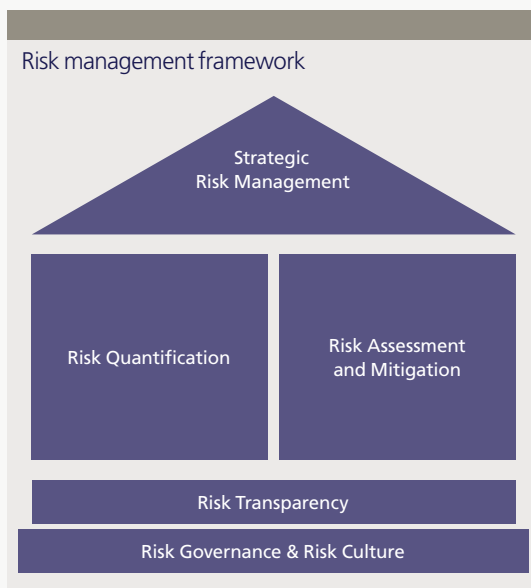 Risk management framework
Strategic
Risk Management
Risk Quantification
Risk Assessment
and Mitigation
Risk Transparency
Risk Governance & Risk Culture